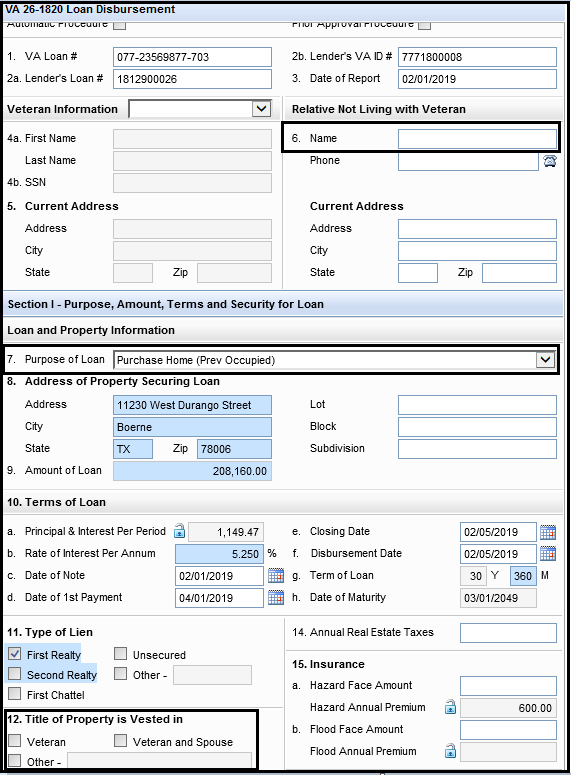 VA 26-1820 Loan Disbursement
Automatic Procedure Prior Approval Procedure
1. VA Loan # 077-23569877-703 2b. Lender's VA ID # 7771800008
2a. Lender's Loan # 1812900026 3. Date of Report 02/01/2019
Veteran Information Relative Not Living with Veteran
4a. First Name 6. Name
Last Name Phone
4b. SSN
5. Current Address Current Address
Address Address
City City
State Zip State Zip
Section I - Purpose, Amount, Terms and Security for Loan
Loan and Property Information
7. Purpose of Loan Purchase Home (Prev Occupied)
8. Address of Property Securing Loan
Address 11230 West Durango Street Lot
City Boerne Block
State TX Zip 78006 Subdivision
9. Amount of Loan 208,160.00
10. Terms of Loan
a. Principal & Interest Per Period 1,149.47 e. Closing Date 02/05/2019
b. Rate of Interest Per Annum 5.250 % f. Disbursement Date 02/05/2019
c. Date of Note 02/01/2019 g. Term of Loan 30 Y 360 M
d. Date of 1st Payment 04/01/2019 h. Date of Maturity 03/01/2049
11. Type of Lien 14. Annual Real Estate Taxes
First Realty Unsecured 15. Insurance
Second Realty Other - a. Hazard Face Amount
First Chattel Hazard Annual Premium 600.00
12. Title of Property is Vested in b. Flood Face Amount
Veteran Veteran and Spouse Flood Annual Premium
Other -